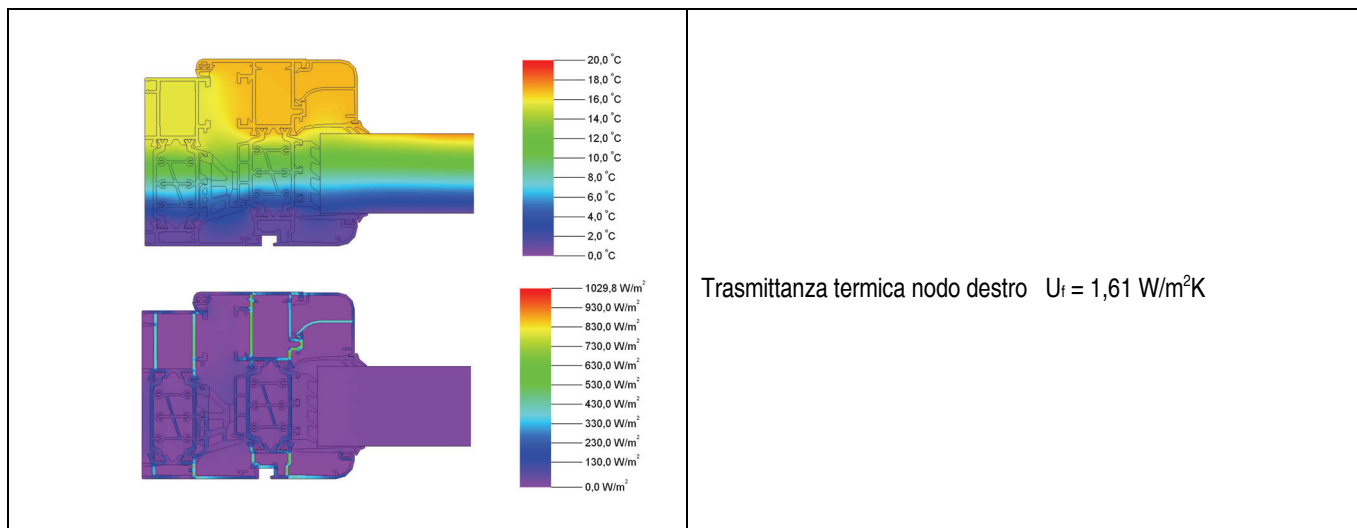 20,0 °C
18,0 °C
16,0 °C
14,0 °C
12,0 °C
10,0 °C
8,0 °C
6,0 °C
4,0 °C
2,0 °C
0,0 °C
1029,8 W/m²
930,0 W/m²
830,0 W/m²
730,0 W/m²
630,0 W/m²
530,0 W/m²
430,0 W/m²
330,0 W/m²
230,0 W/m²
130,0 W/m²
0,0 W/m²
Trasmittanza termica nodo destro Uf = 1,61 W/m²K